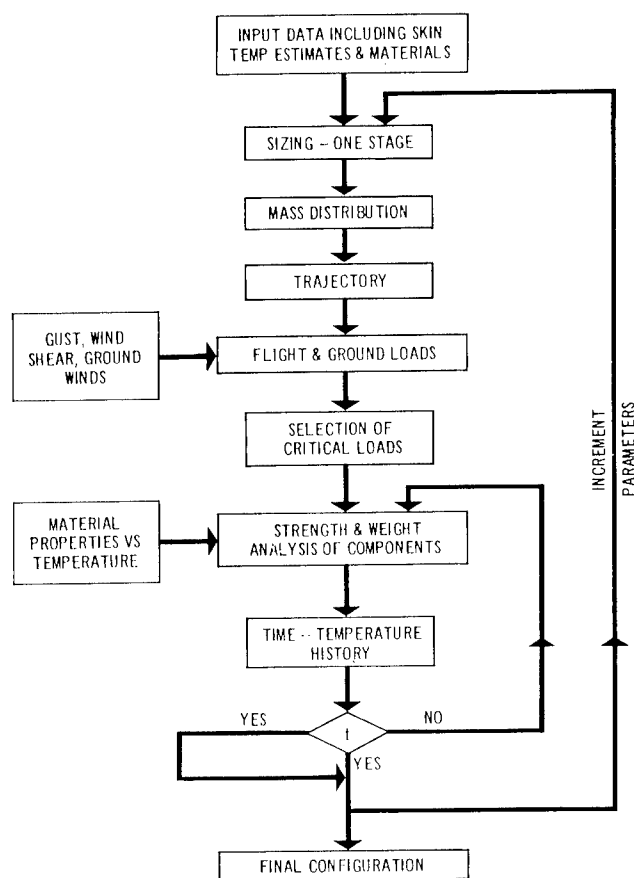 INPUT DATA INCLUDING SKIN
TEMP ESTIMATES & MATERIALS
SIZING -- ONE STAGE
MASS DISTRIBUTION
TRAJECTORY
GUST, WIND
SHEAR, GROUND
WINDS
FLIGHT & GROUND LOADS
SELECTION OF
CRITICAL LOADS
INCREMENT
PARAMETERS
MATERIAL
PROPERTIES VS
TEMPERATURE
STRENGTH & WEIGHT
ANALYSIS OF COMPONENTS
TIME -- TEMPERATURE
HISTORY
YES
NO
t
YES
FINAL CONFIGURATION